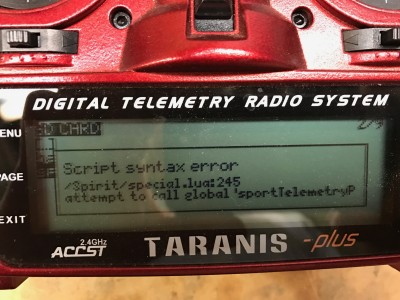 DIGITAL TELEMETRY RADIO SYSTEM
SD CARD
MENU
Script syntax error
/Spirit/special.lua:245
attempt to call global 'sportTelemetryP
PAGE
EXIT
2.4GHz
ACCST
TARANIS -plus